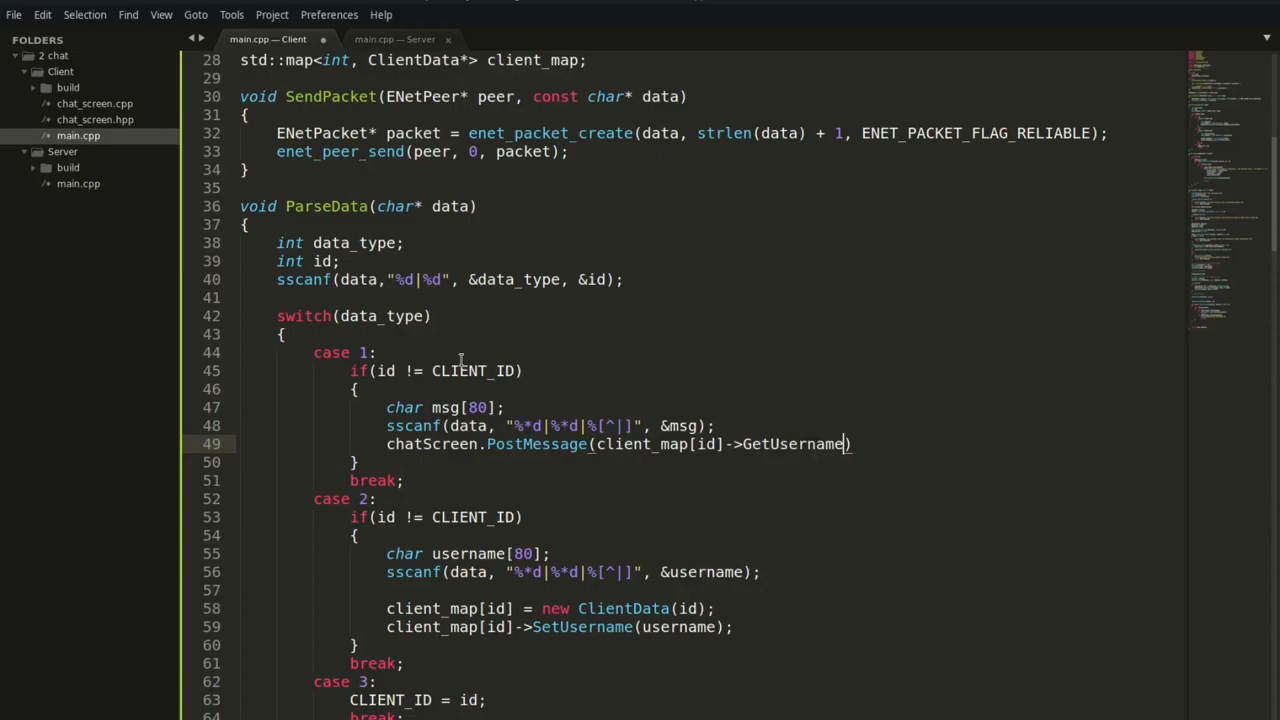 File Edit Selection Find View Goto Tools Project Preferences Help
FOLDERS
2 chat
Client
build
chat_screen.cpp
chat_screen.hpp
main.cpp
Server
build
main.cpp
main.cpp — Client
main.cpp — Server
28 std::map<int, ClientData*> client_map;
29
30 void SendPacket(ENetPeer* peer, const char* data)
31 {
32 ENetPacket* packet = enet_packet_create(data, strlen(data) + 1, ENET_PACKET_FLAG_RELIABLE);
33 enet_peer_send(peer, 0, packet);
34 }
35
36 void ParseData(char* data)
37 {
38 int data_type;
39 int id;
40 sscanf(data,"%d|%d", &data_type, &id);
41
42 switch(data_type)
43 {
44 case 1:
45 if(id != CLIENT_ID)
46 {
47 char msg[80];
48 sscanf(data, "%*d|%*d|%[^|]", &msg);
49 chatScreen.PostMessage(client_map[id]->GetUsername)
50 }
51 break;
52 case 2:
53 if(id != CLIENT_ID)
54 {
55 char username[80];
56 sscanf(data, "%*d|%*d|%[^|]", &username);
57
58 client_map[id] = new ClientData(id);
59 client_map[id]->SetUsername(username);
60 }
61 break;
62 case 3:
63 CLIENT_ID = id;
64 break;